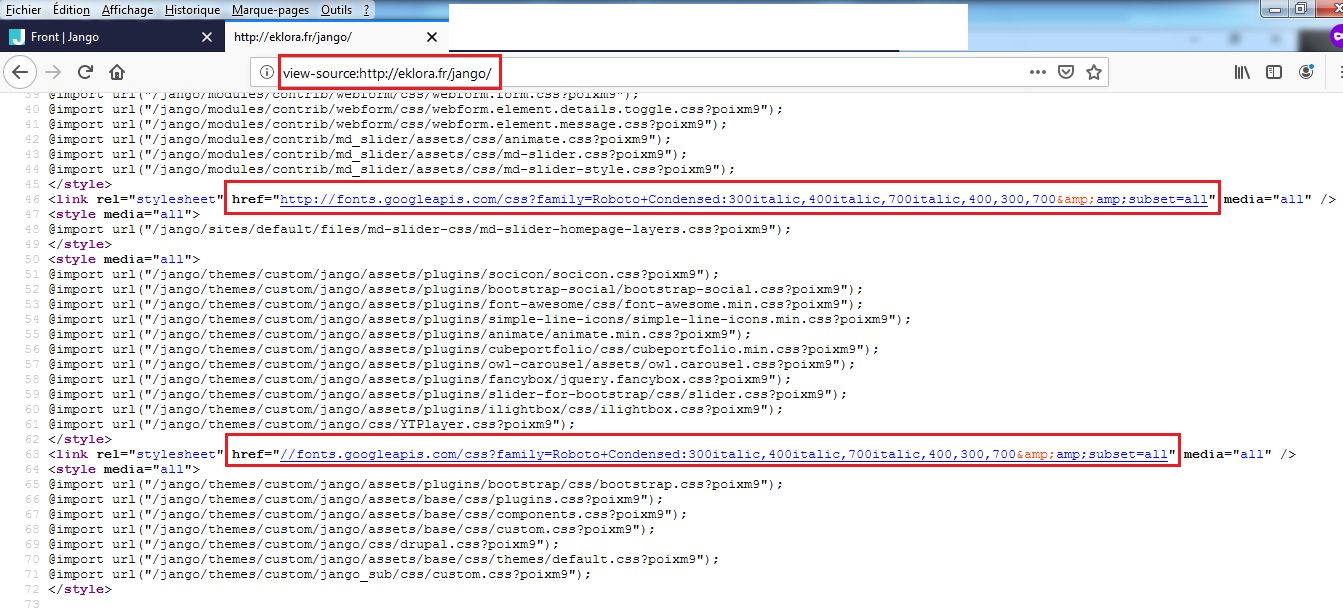 Fichier Édition Affichage Historique Marque-pages Outils ?
Front | Jango
http://eklora.fr/jango/
view-source:http://eklora.fr/jango/
39 @import url("/jango/modules/contrib/webform/css/webform.form.css?poixm9");
40 @import url("/jango/modules/contrib/webform/css/webform.element.details.toggle.css?poixm9");
41 @import url("/jango/modules/contrib/webform/css/webform.element.message.css?poixm9");
42 @import url("/jango/modules/contrib/md_slider/assets/css/animate.css?poixm9");
43 @import url("/jango/modules/contrib/md_slider/assets/css/md-slider.css?poixm9");
44 @import url("/jango/modules/contrib/md_slider/assets/css/md-slider-style.css?poixm9");
45 </style>
46 <link rel="stylesheet" href="http://fonts.googleapis.com/css?family=Roboto+Condensed:300italic,400italic,700italic,400,300,700&amp;amp;subset=all" media="all" />
47 <style media="all">
48 @import url("/jango/sites/default/files/md-slider-css/md-slider-homepage-layers.css?poixm9");
49 </style>
50 <style media="all">
51 @import url("/jango/themes/custom/jango/assets/plugins/socicon/socicon.css?poixm9");
52 @import url("/jango/themes/custom/jango/assets/plugins/bootstrap-social/bootstrap-social.css?poixm9");
53 @import url("/jango/themes/custom/jango/assets/plugins/font-awesome/css/font-awesome.min.css?poixm9");
54 @import url("/jango/themes/custom/jango/assets/plugins/simple-line-icons/simple-line-icons.min.css?poixm9");
55 @import url("/jango/themes/custom/jango/assets/plugins/animate/animate.min.css?poixm9");
56 @import url("/jango/themes/custom/jango/assets/plugins/cubeportfolio/css/cubeportfolio.min.css?poixm9");
57 @import url("/jango/themes/custom/jango/assets/plugins/owl-carousel/assets/owl.carousel.css?poixm9");
58 @import url("/jango/themes/custom/jango/assets/plugins/fancybox/jquery.fancybox.css?poixm9");
59 @import url("/jango/themes/custom/jango/assets/plugins/slider-for-bootstrap/css/slider.css?poixm9");
60 @import url("/jango/themes/custom/jango/assets/plugins/ilightbox/css/ilightbox.css?poixm9");
61 @import url("/jango/themes/custom/jango/css/YTPlayer.css?poixm9");
62 </style>
63 <link rel="stylesheet" href="//fonts.googleapis.com/css?family=Roboto+Condensed:300italic,400italic,700italic,400,300,700&amp;amp;subset=all" media="all" />
64 <style media="all">
65 @import url("/jango/themes/custom/jango/assets/plugins/bootstrap/css/bootstrap.css?poixm9");
66 @import url("/jango/themes/custom/jango/assets/base/css/plugins.css?poixm9");
67 @import url("/jango/themes/custom/jango/assets/base/css/components.css?poixm9");
68 @import url("/jango/themes/custom/jango/assets/base/css/custom.css?poixm9");
69 @import url("/jango/themes/custom/jango/css/drupal.css?poixm9");
70 @import url("/jango/themes/custom/jango/assets/base/css/themes/default.css?poixm9");
71 @import url("/jango/themes/custom/jango_sub/css/custom.css?poixm9");
72 </style>
73